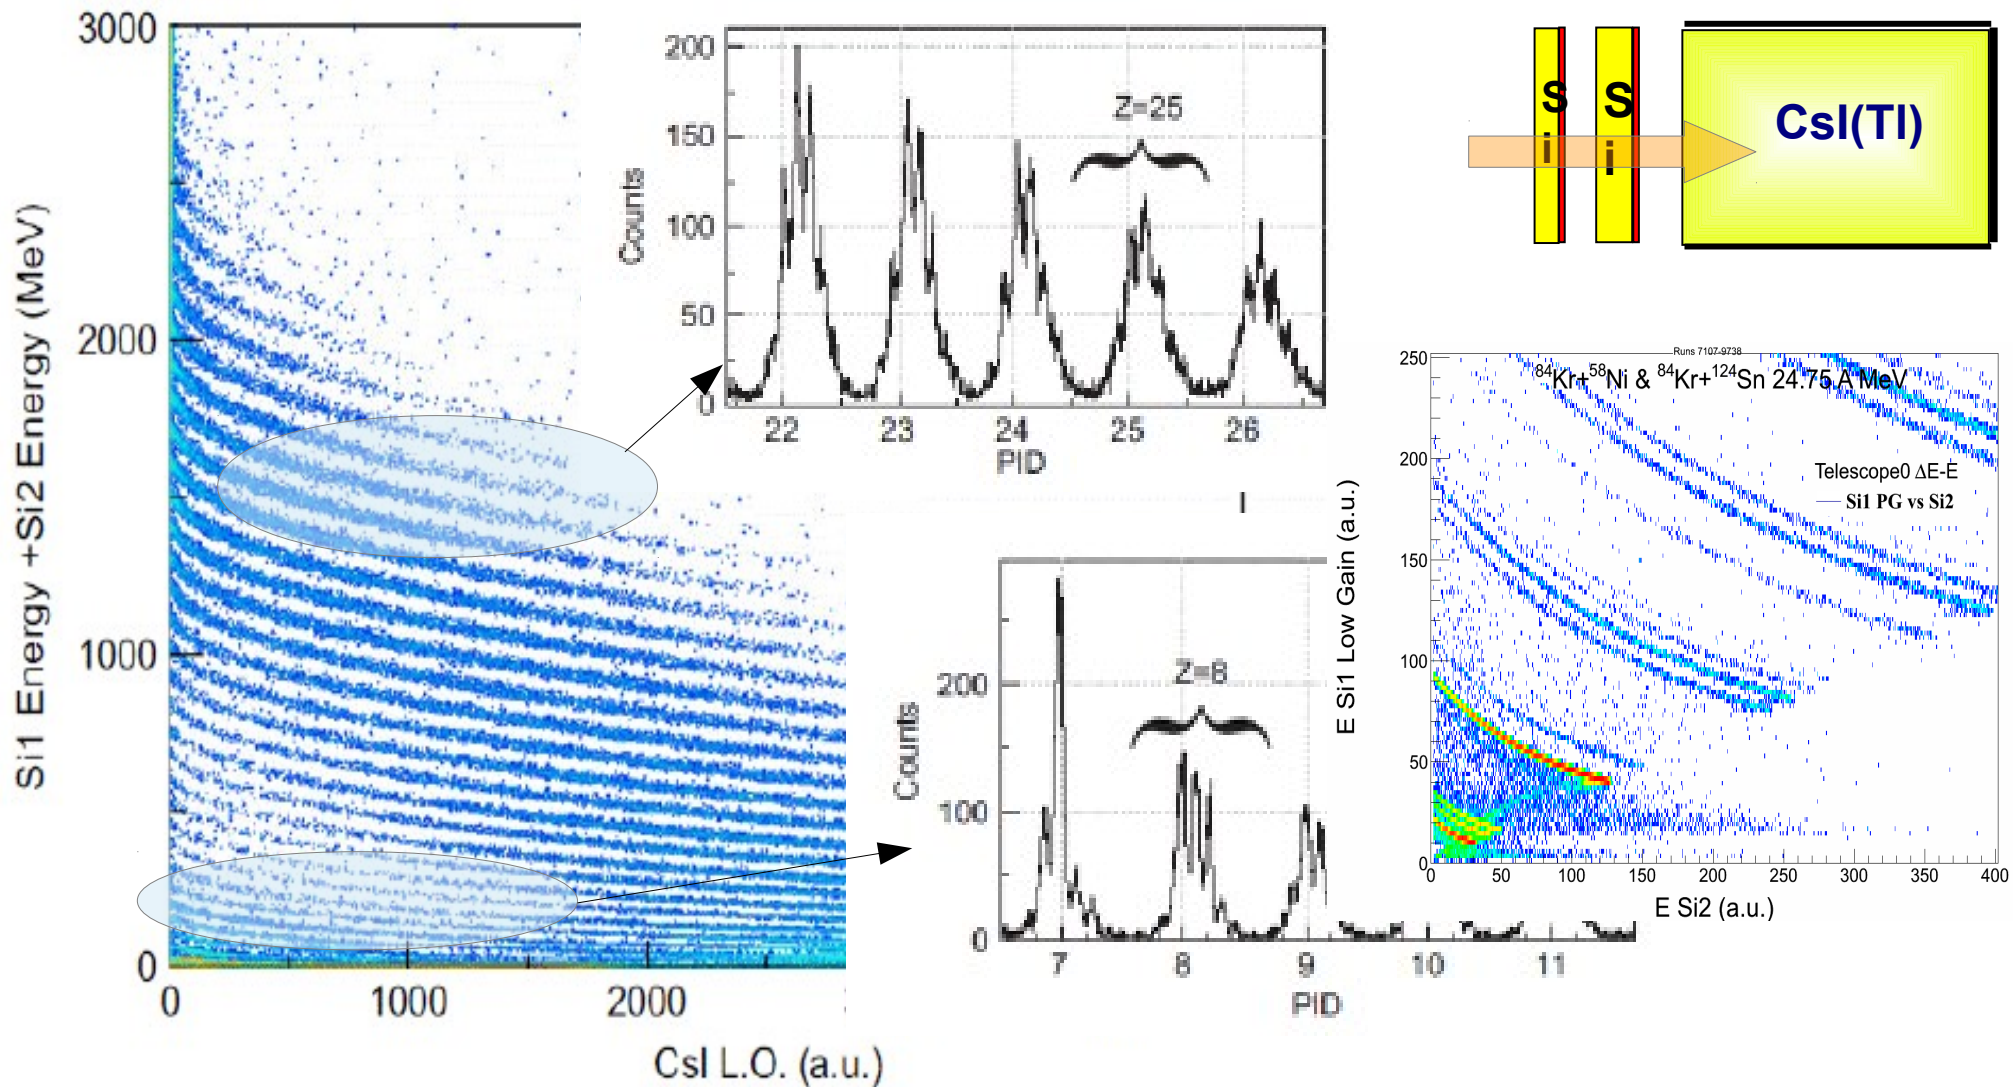 3000
2000
1000
0
Si1 Energy +Si2 Energy (MeV)
0
1000
2000
CsI L.O. (a.u.)
200
150
100
50
0
Counts
Z=25
22
23
24
25
26
PID
200
100
0
Counts
Z=8
7
8
9
10
11
PID
S
i
S
i
CsI(Tl)
Runs 7107-9738
84Kr+58Ni & 84Kr+124Sn 24.75 A MeV
Telescope0 ΔE-E
Si1 PG vs Si2
250
200
150
100
50
0
E Si1 Low Gain (a.u.)
0
50
100
150
200
250
300
350
400
E Si2 (a.u.)